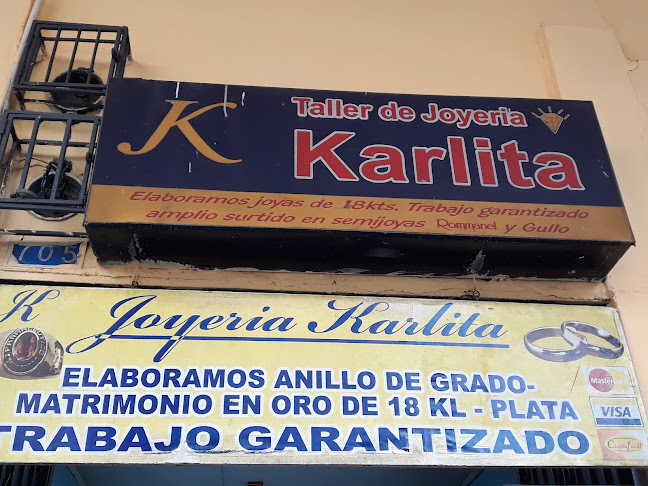 K
Taller de Joyeria
Karlita
Elaboramos joyas de 18kts. Trabajo garantizado
amplio surtido en semijoyas Rommanel y Gullo
705
K Joyeria Karlita
ELABORAMOS ANILLO DE GRADO-
MATRIMONIO EN ORO DE 18 KL - PLATA
TRABAJO GARANTIZADO
MasterCard
VISA